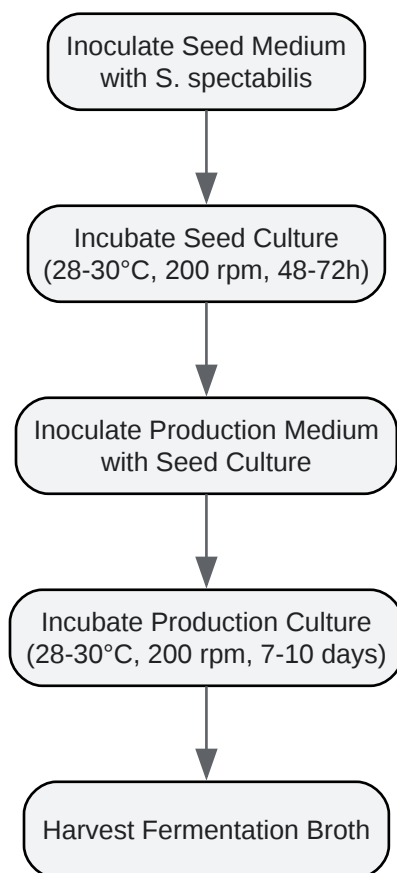 Inoculate Seed Medium
with S. spectabilis
Incubate Seed Culture
(28-30°C, 200 rpm, 48-72h)
Inoculate Production Medium
with Seed Culture
Incubate Production Culture
(28-30°C, 200 rpm, 7-10 days)
Harvest Fermentation Broth